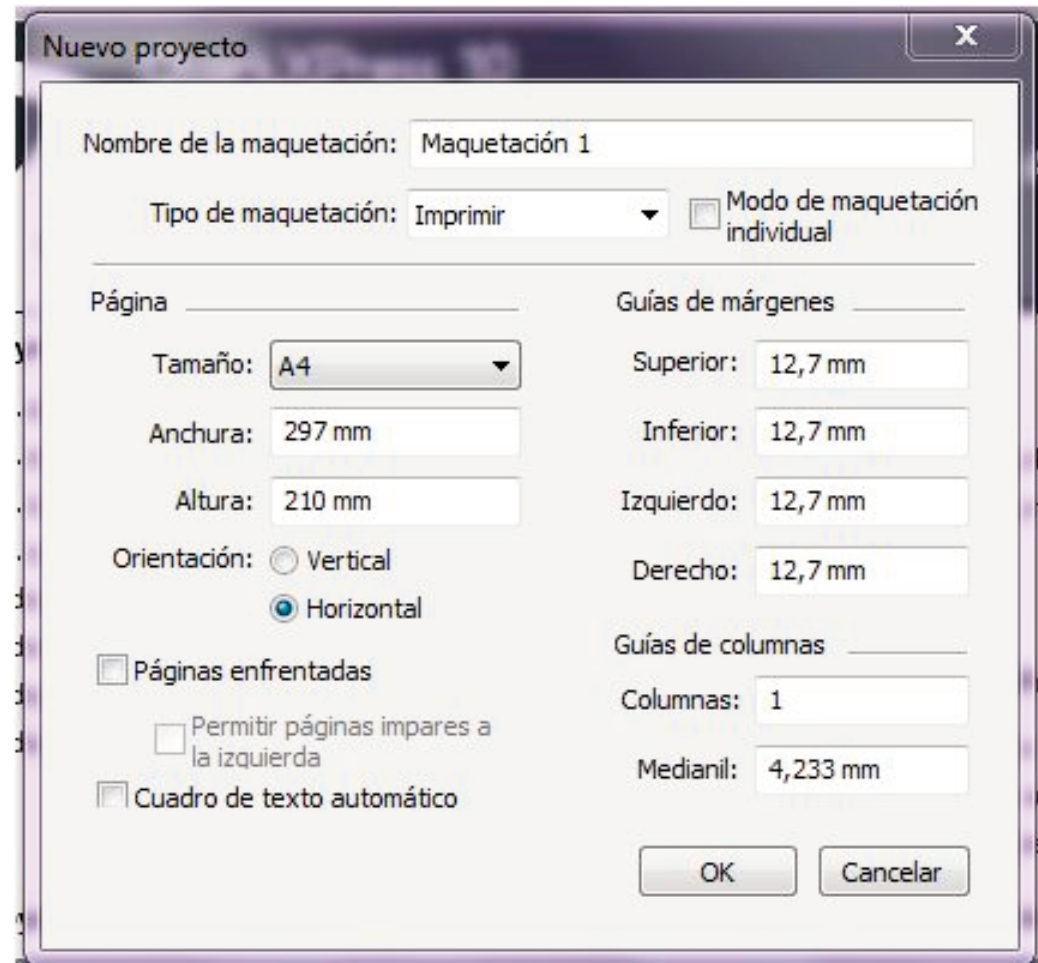 Nuevo proyecto
Nombre de la maquetación: Maquetación 1
Tipo de maquetación: Imprimir
Modo de maquetación
individual
Página
Tamaño: A4
Anchura: 297 mm
Altura: 210 mm
Orientación: Vertical
Horizontal
Páginas enfrentadas
Permitir páginas impares a
la izquierda
Cuadro de texto automático
Guías de márgenes
Superior: 12,7 mm
Inferior: 12,7 mm
Izquierdo: 12,7 mm
Derecho: 12,7 mm
Guías de columnas
Columnas: 1
Medianil: 4,233 mm
OK
Cancelar